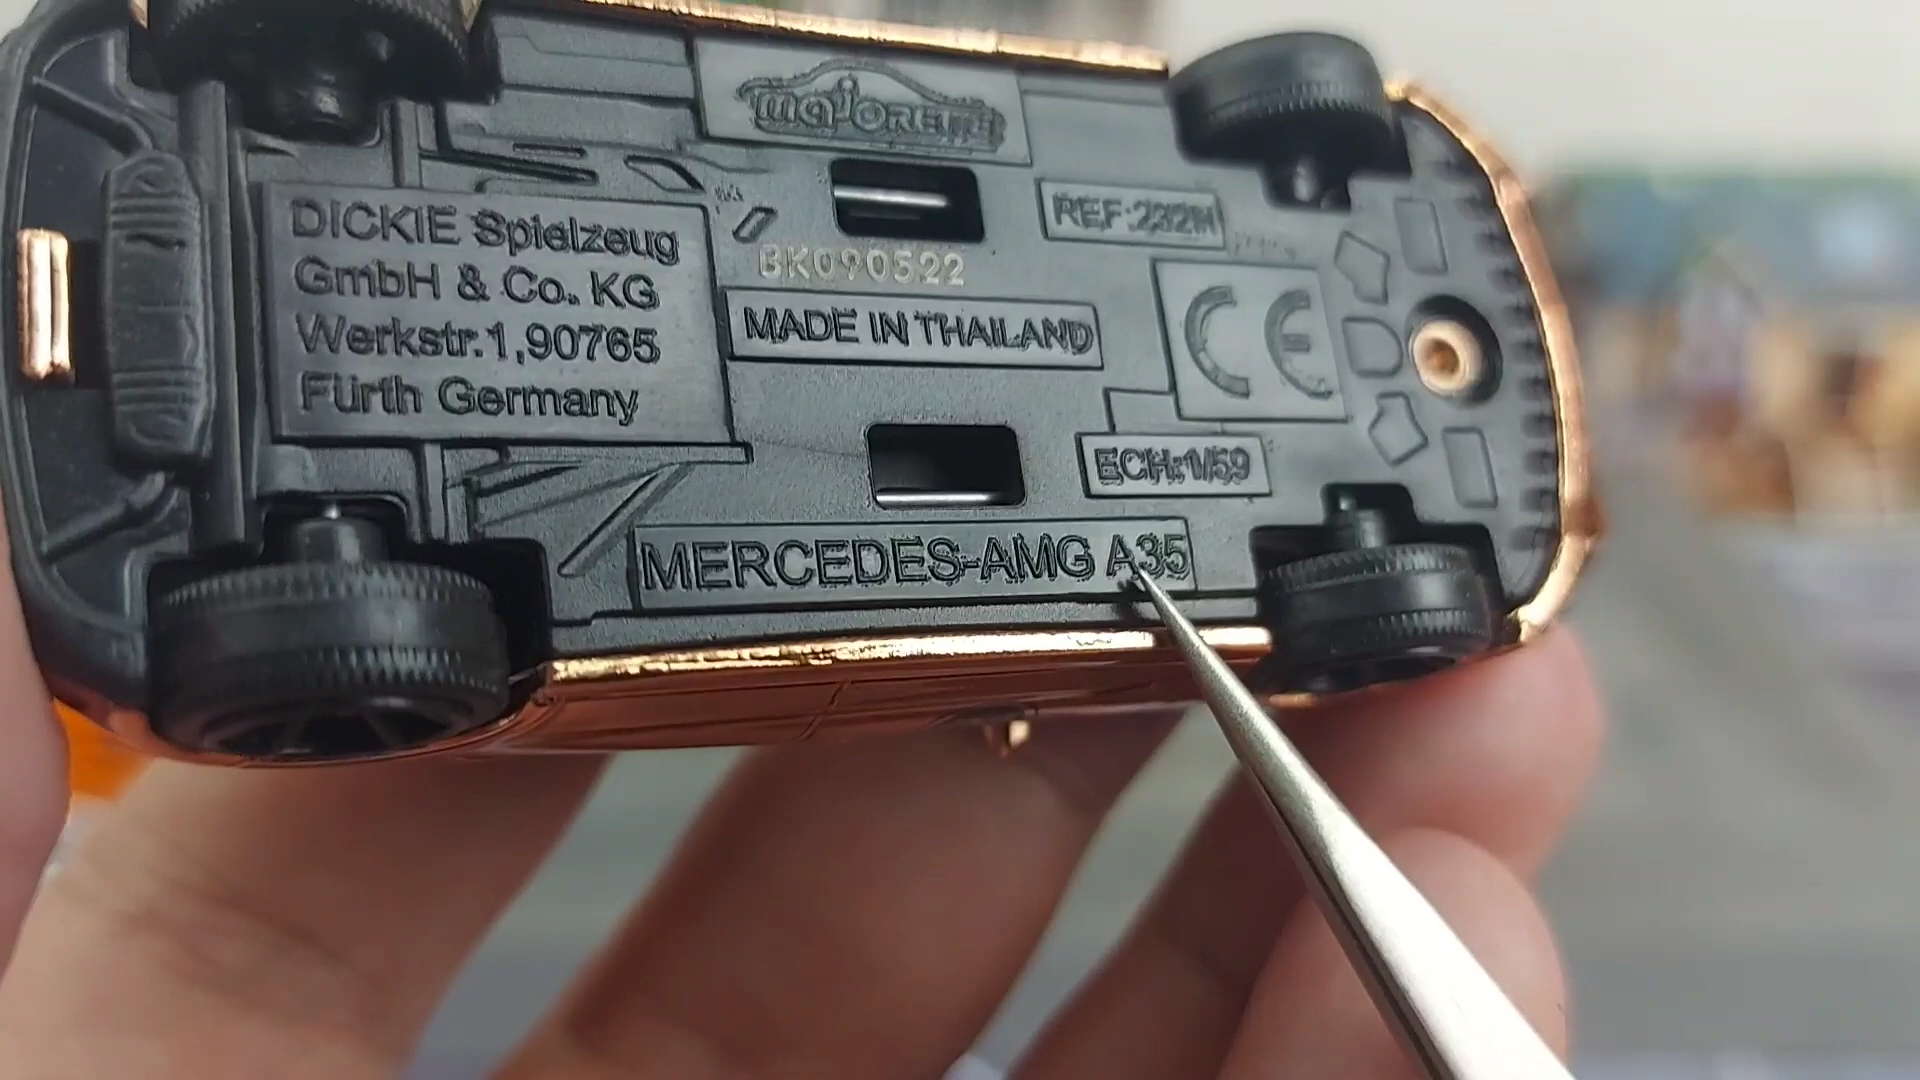 majorette
DICKIE Spielzeug
GmbH & Co. KG
Werkstr.1,90765
Fürth Germany
BK090522
MADE IN THAILAND
REF:232H
CE
ECH:1/59
MERCEDES-AMG A35